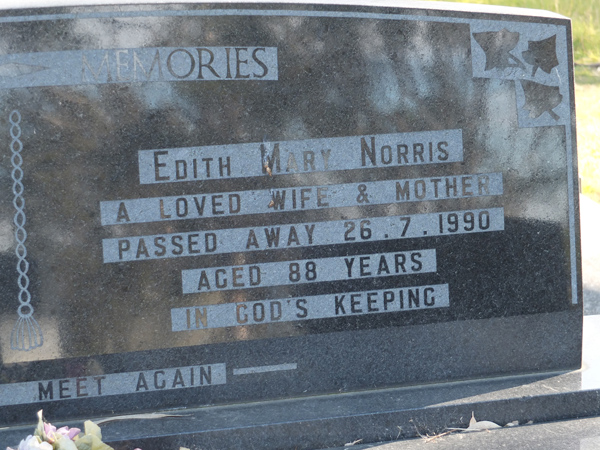 MEMORIES
EDITH MARY NORRIS
A LOVED WIFE & MOTHER
PASSED AWAY 26.7.1990
AGED 88 YEARS
IN GOD'S KEEPING
MEET AGAIN